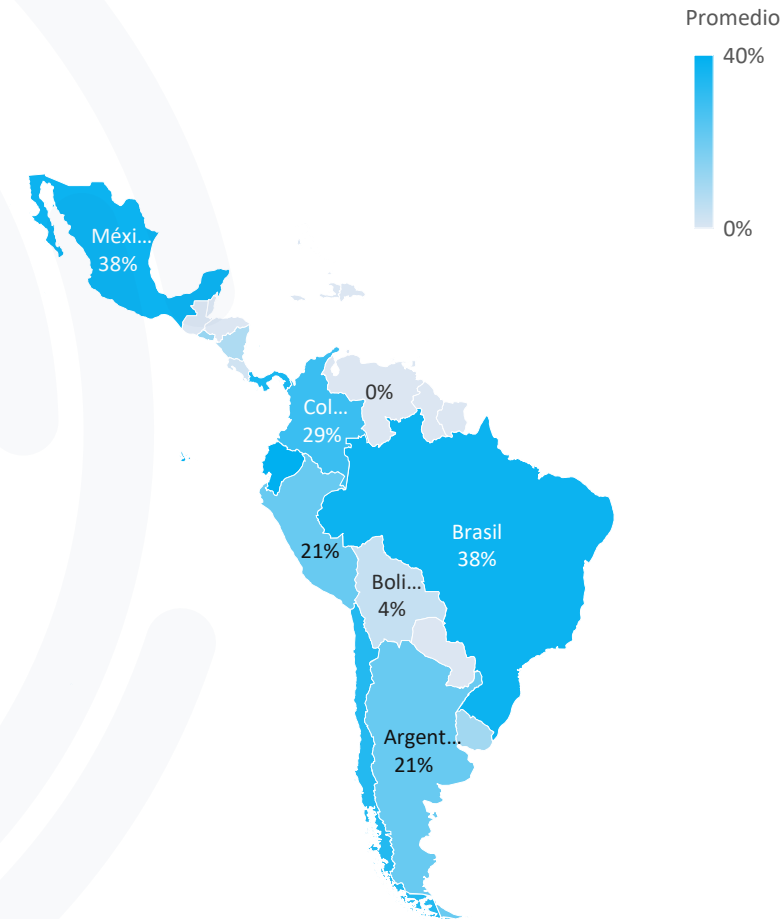 Promedio
40%
0%
Méxi...
38%
0%
Col...
29%
Brasil
38%
21%
Boli...
4%
Argent...
21%